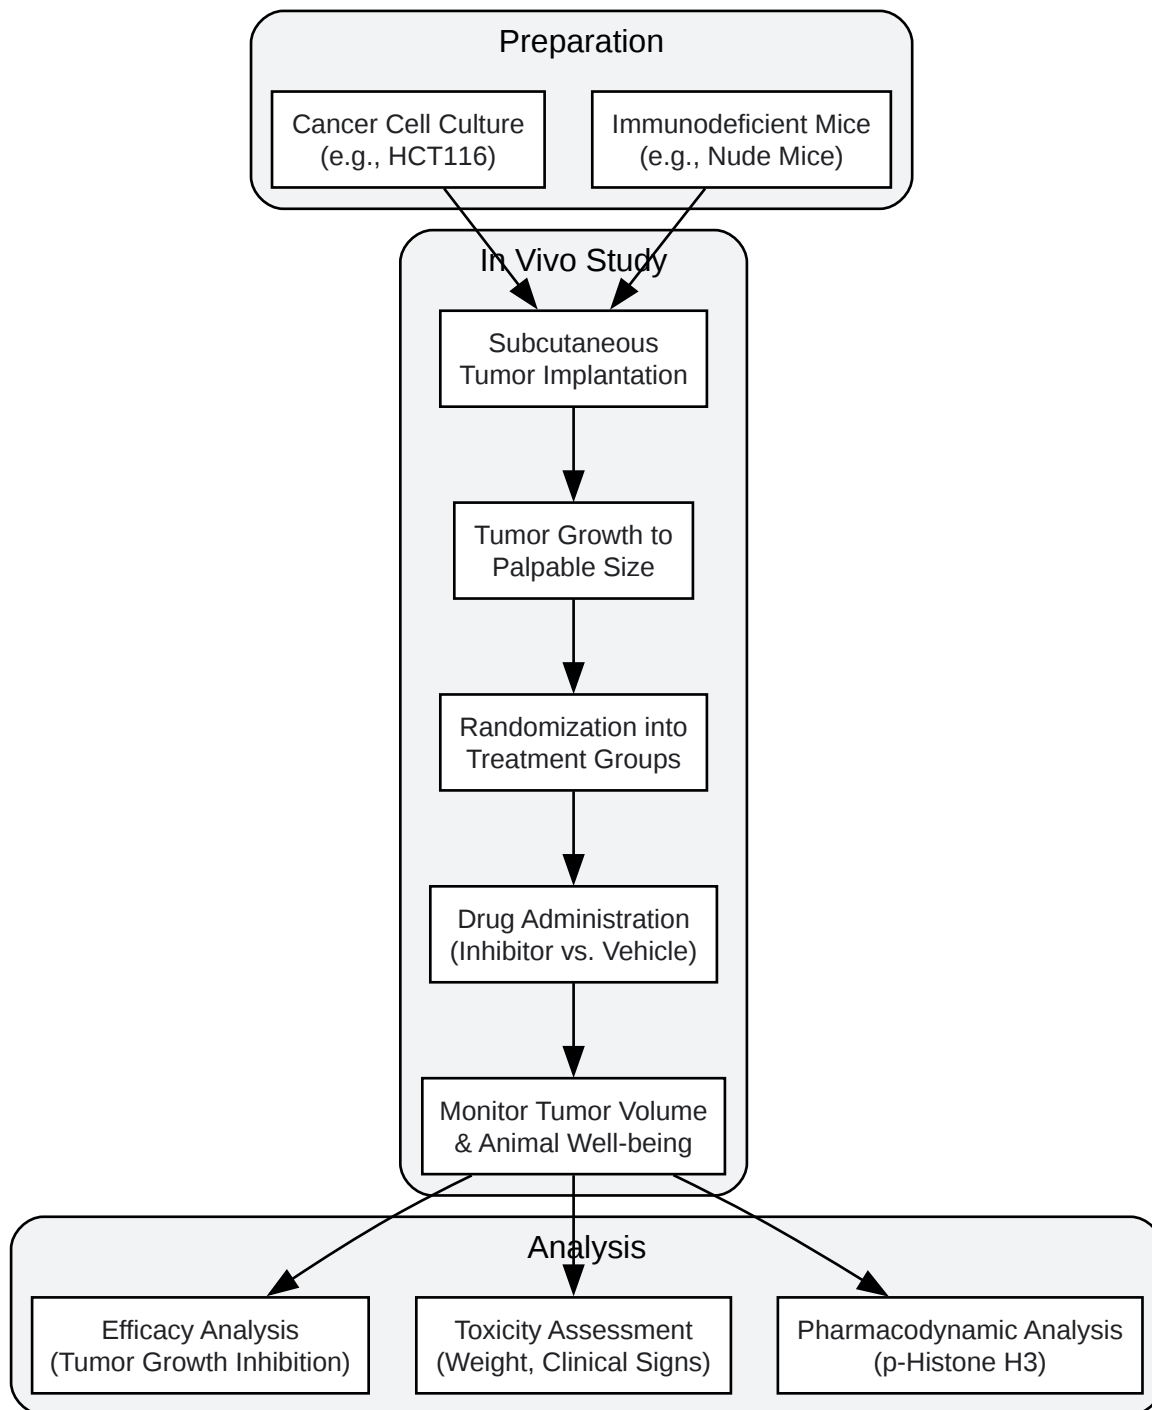 Preparation
Cancer Cell Culture
(e.g., HCT116)
Immunodeficient Mice
(e.g., Nude Mice)
In Vivo Study
Subcutaneous
Tumor Implantation
Tumor Growth to
Palpable Size
Randomization into
Treatment Groups
Drug Administration
(Inhibitor vs. Vehicle)
Monitor Tumor Volume
& Animal Well-being
Analysis
Efficacy Analysis
(Tumor Growth Inhibition)
Toxicity Assessment
(Weight, Clinical Signs)
Pharmacodynamic Analysis
(p-Histone H3)